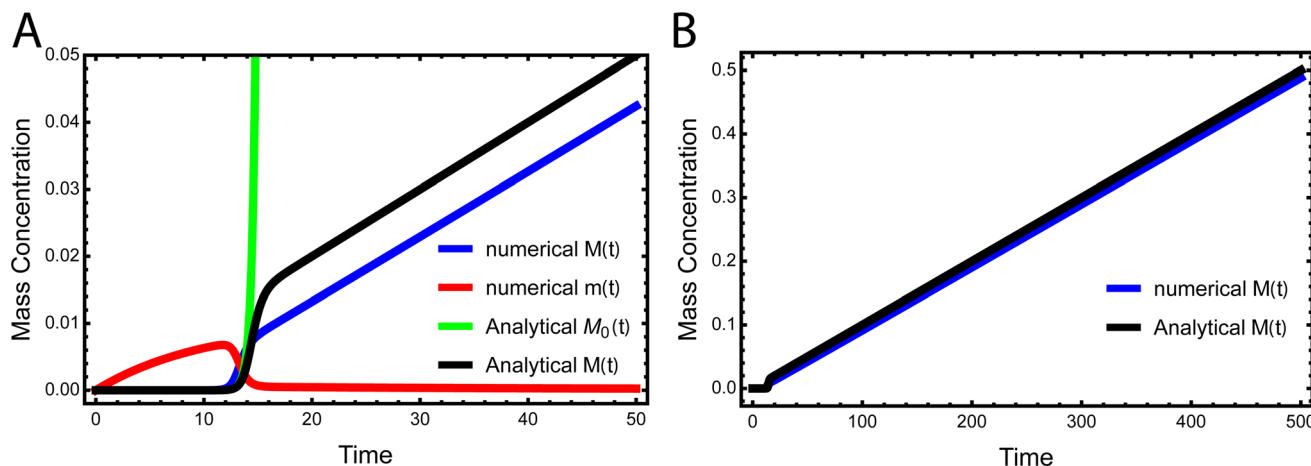 A
Mass Concentration
0.05
0.04
0.03
0.02
0.01
0.00
numerical M(t)
numerical m(t)
Analytical M₀(t)
Analytical M(t)
0 10 20 30 40 50
Time
B
Mass Concentration
0.5
0.4
0.3
0.2
0.1
0.0
numerical M(t)
Analytical M(t)
0 100 200 300 400 500
Time